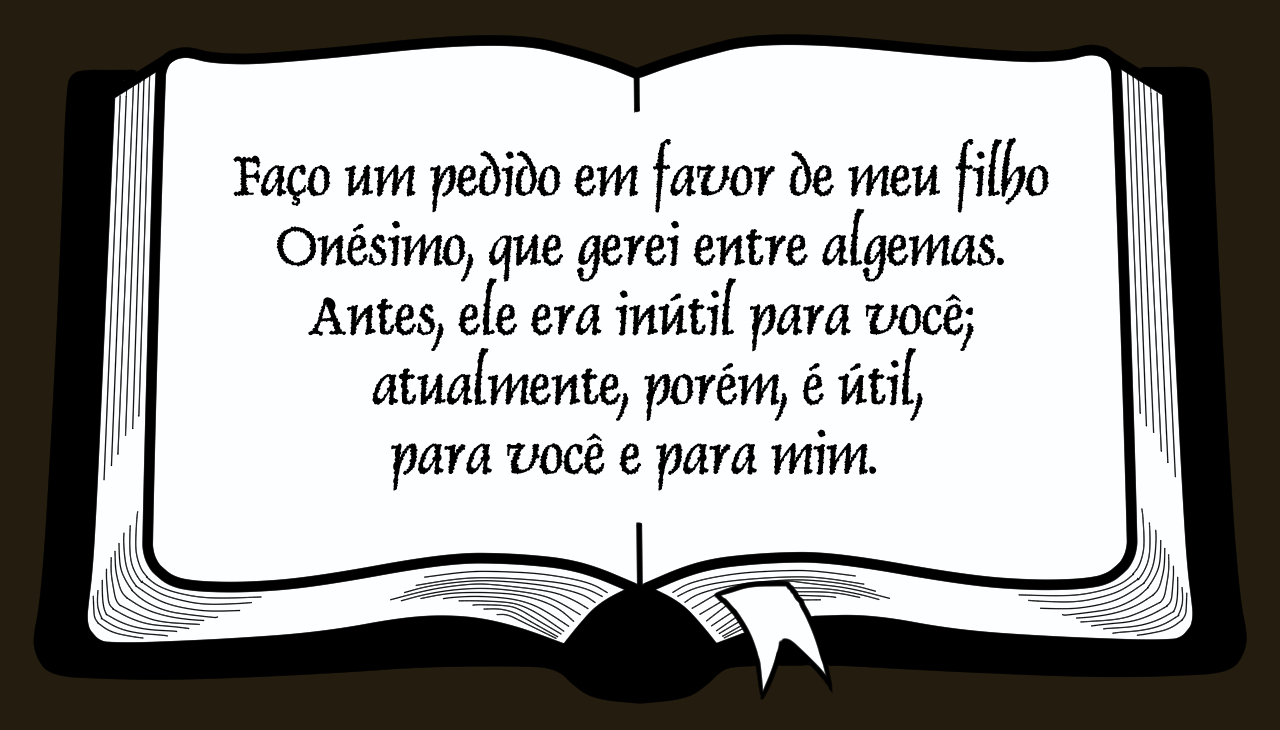 Faço um pedido em favor de meu filho
Onésimo, que gerei entre algemas.
Antes, ele era inútil para você;
atualmente, porém, é útil,
para você e para mim.